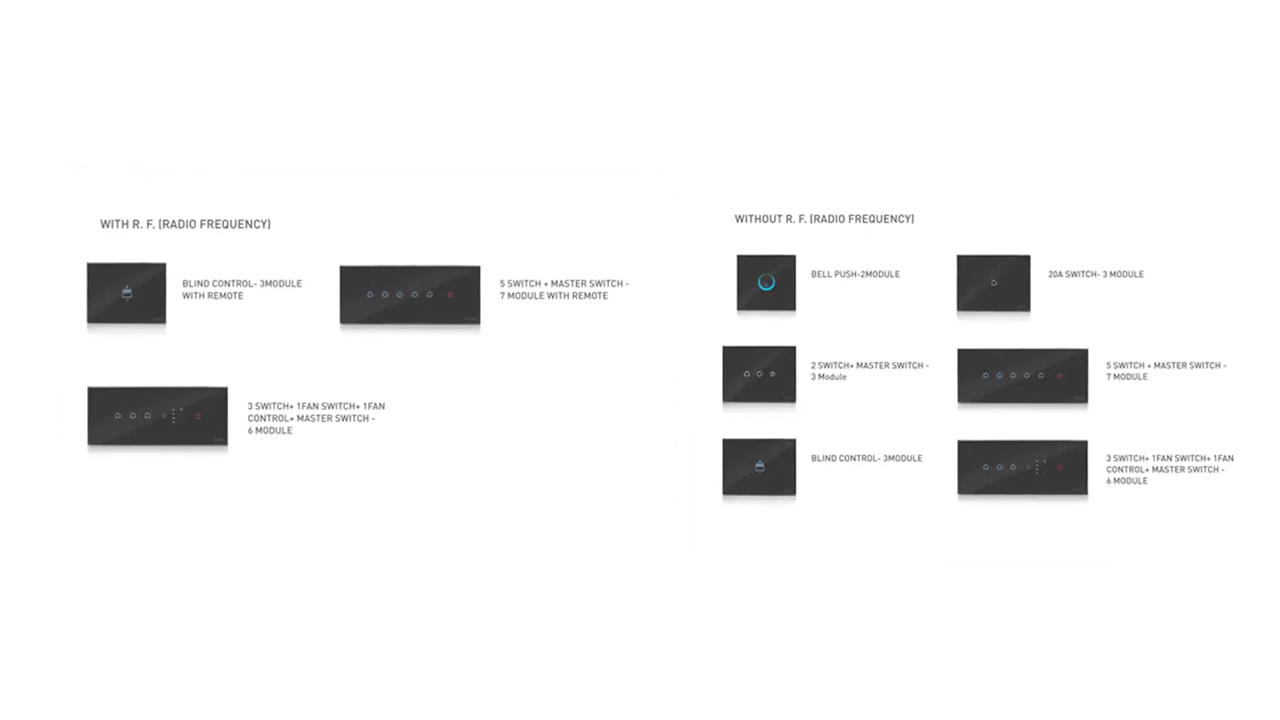 WITH R. F. (RADIO FREQUENCY)
BLIND CONTROL- 3MODULE
WITH REMOTE
5 SWITCH + MASTER SWITCH -
7 MODULE WITH REMOTE
3 SWITCH+ 1FAN SWITCH+ 1FAN
CONTROL+ MASTER SWITCH -
6 MODULE
WITHOUT R. F. (RADIO FREQUENCY)
BELL PUSH-2MODULE
20A SWITCH- 3 MODULE
2 SWITCH+ MASTER SWITCH -
3 Module
5 SWITCH + MASTER SWITCH -
7 MODULE
BLIND CONTROL- 3MODULE
3 SWITCH+ 1FAN SWITCH+ 1FAN
CONTROL+ MASTER SWITCH -
6 MODULE